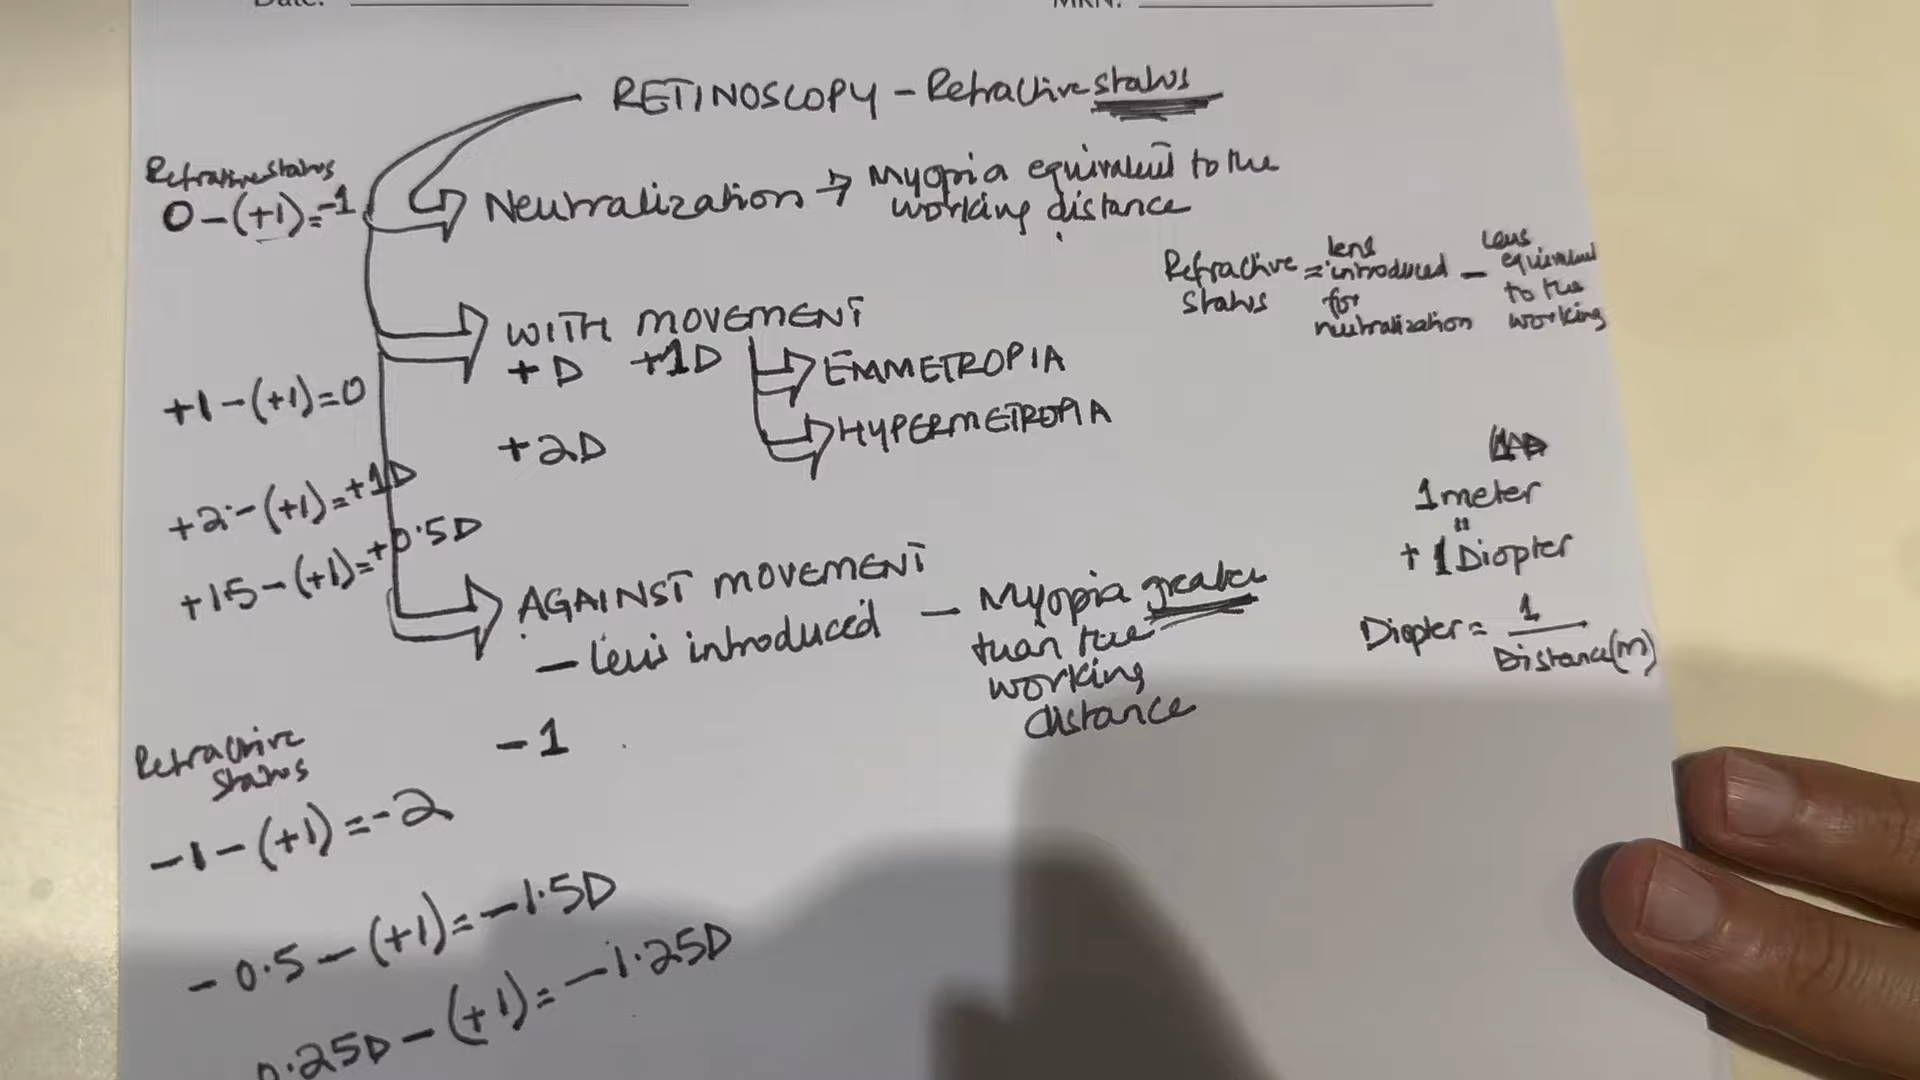 Date:
MRN:
RETINOSCOPY - Refractive status
Refractive status
0 - (+1) = -1
Neutralization → Myopia equivalent to the
working distance
Refractive status = lens introduced for neutralization - Lens equivalent to the working
WITH MOVEMENT
+D +1D
EMMETROPIA
+1 - (+1) = 0
HYPERMETROPIA
+2D
+2 - (+1) = +1D
1 meter
"
+ 1 Diopter
+1.5 - (+1) = +0.5D
AGAINST MOVEMENT
- lens introduced
- Myopia greater
than the
working
distance
Diopter = 1
Distance (m)
- 1
Refractive
status
-1 - (+1) = -2
- 0.5 - (+1) = -1.5D
0.25D - (+1) = -1.25D